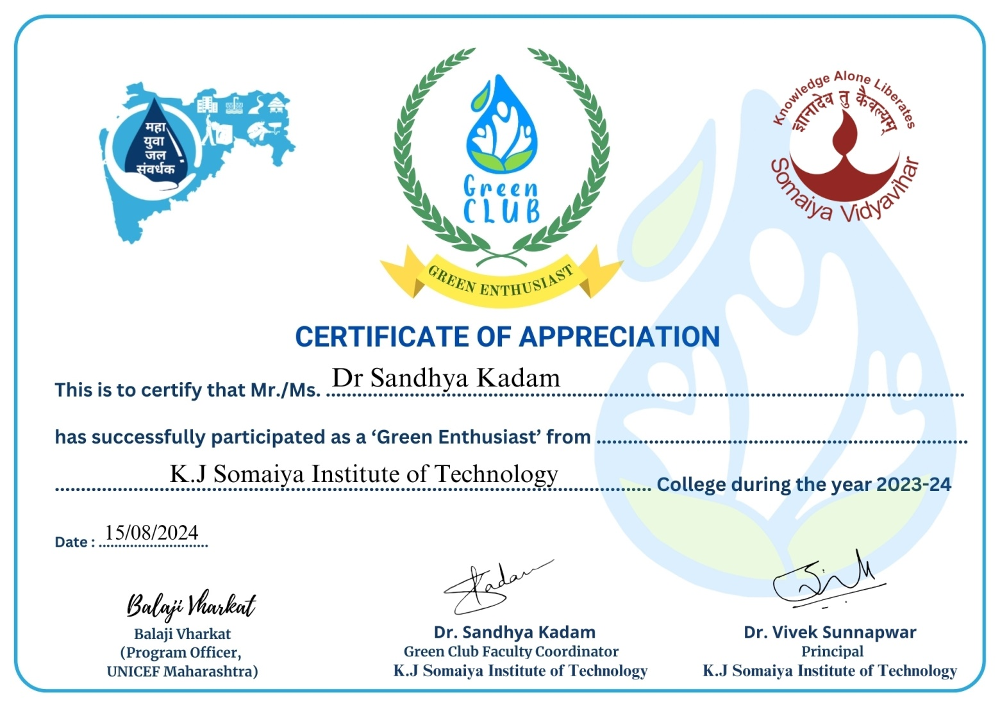 महा
युवा
जल
संवर्धक
Green
CLUB
GREEN ENTHUSIAST
Knowledge Alone Liberates
ज्ञानादेव तु कैवल्यम्
Somaiya Vidyavihar
CERTIFICATE OF APPRECIATION
This is to certify that Mr./Ms. Dr Sandhya Kadam
has successfully participated as a ‘Green Enthusiast’ from
K.J Somaiya Institute of Technology College during the year 2023-24
Date : 15/08/2024
Balaji Vharkat
Balaji Vharkat
(Program Officer,
UNICEF Maharashtra)
Kadam
Dr. Sandhya Kadam
Green Club Faculty Coordinator
K.J Somaiya Institute of Technology
Dr. Vivek Sunnapwar
Principal
K.J Somaiya Institute of Technology